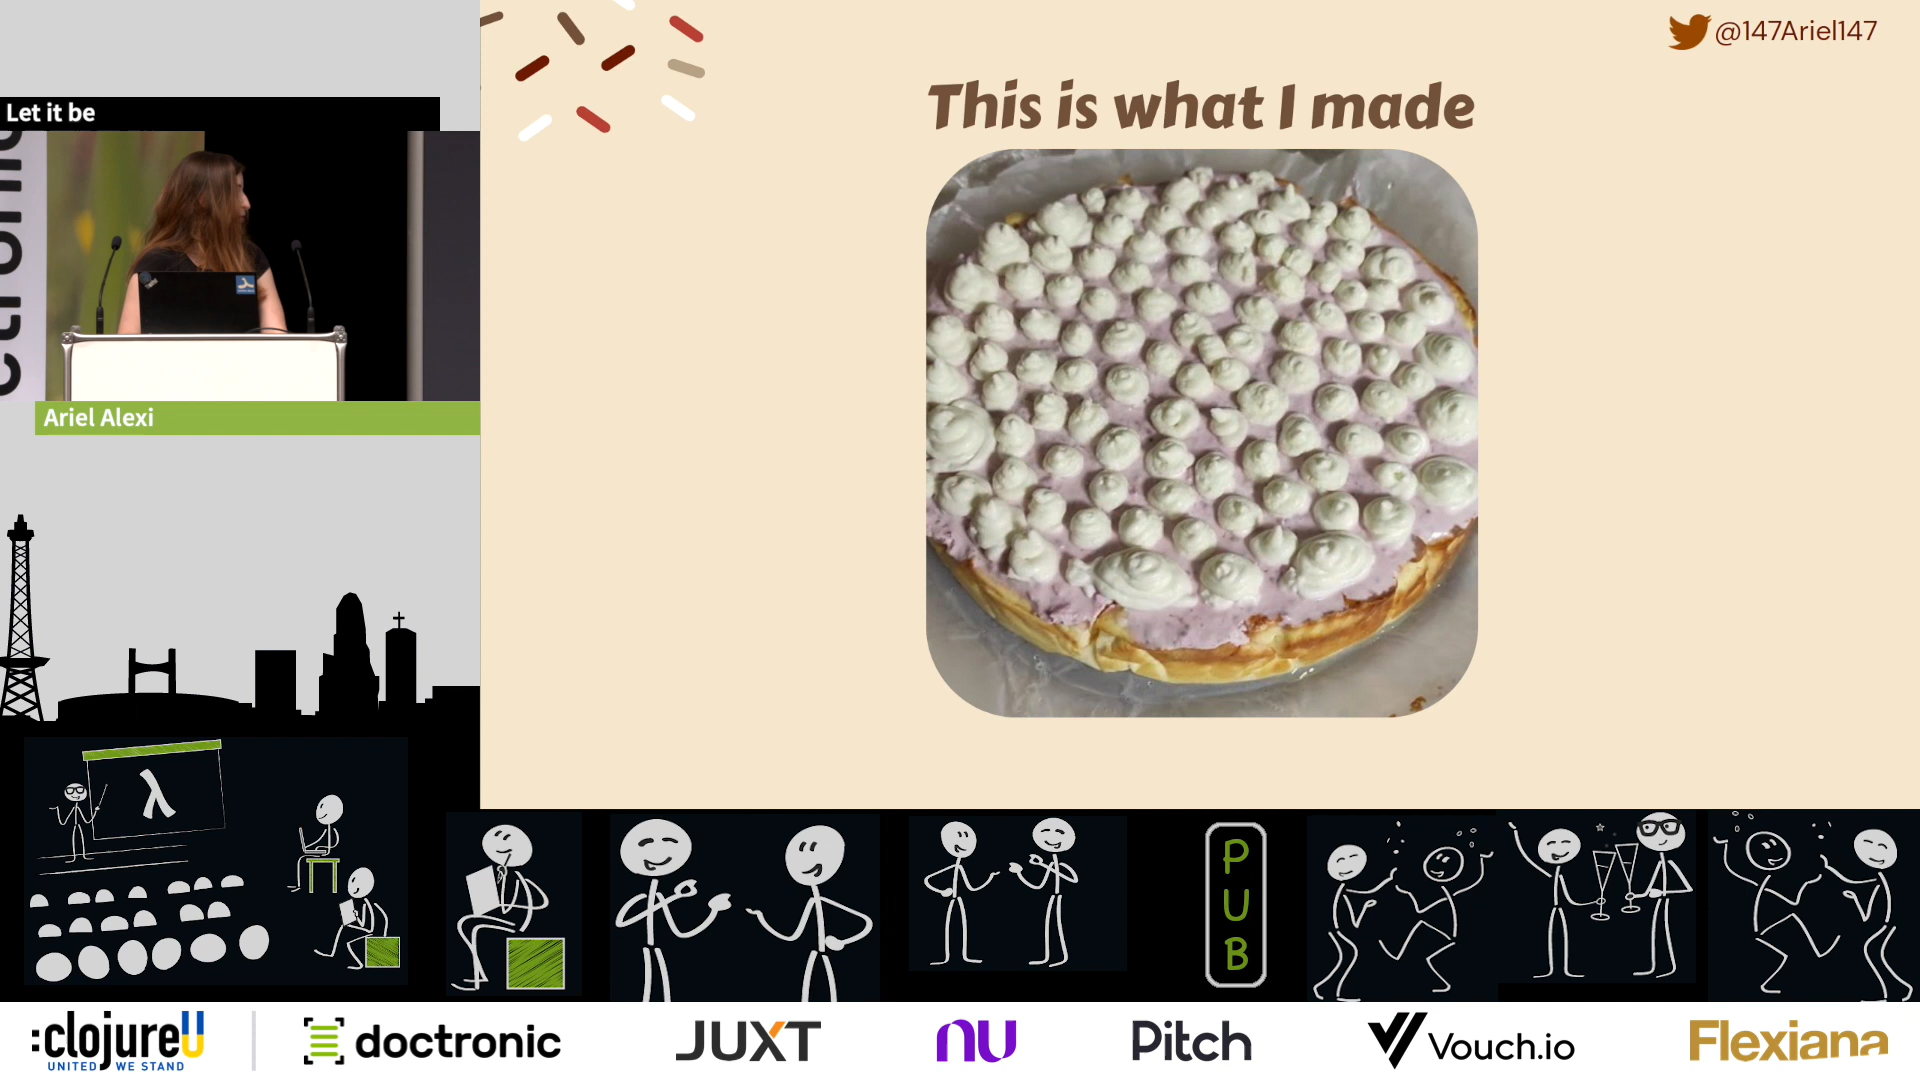 @147Ariel147
Let it be
This is what I made
Ariel Alexi
λ
PUB
:clojureU
UNITED WE STAND
doctronic
JUXT
nu
Pitch
Vouch.io
Flexiana